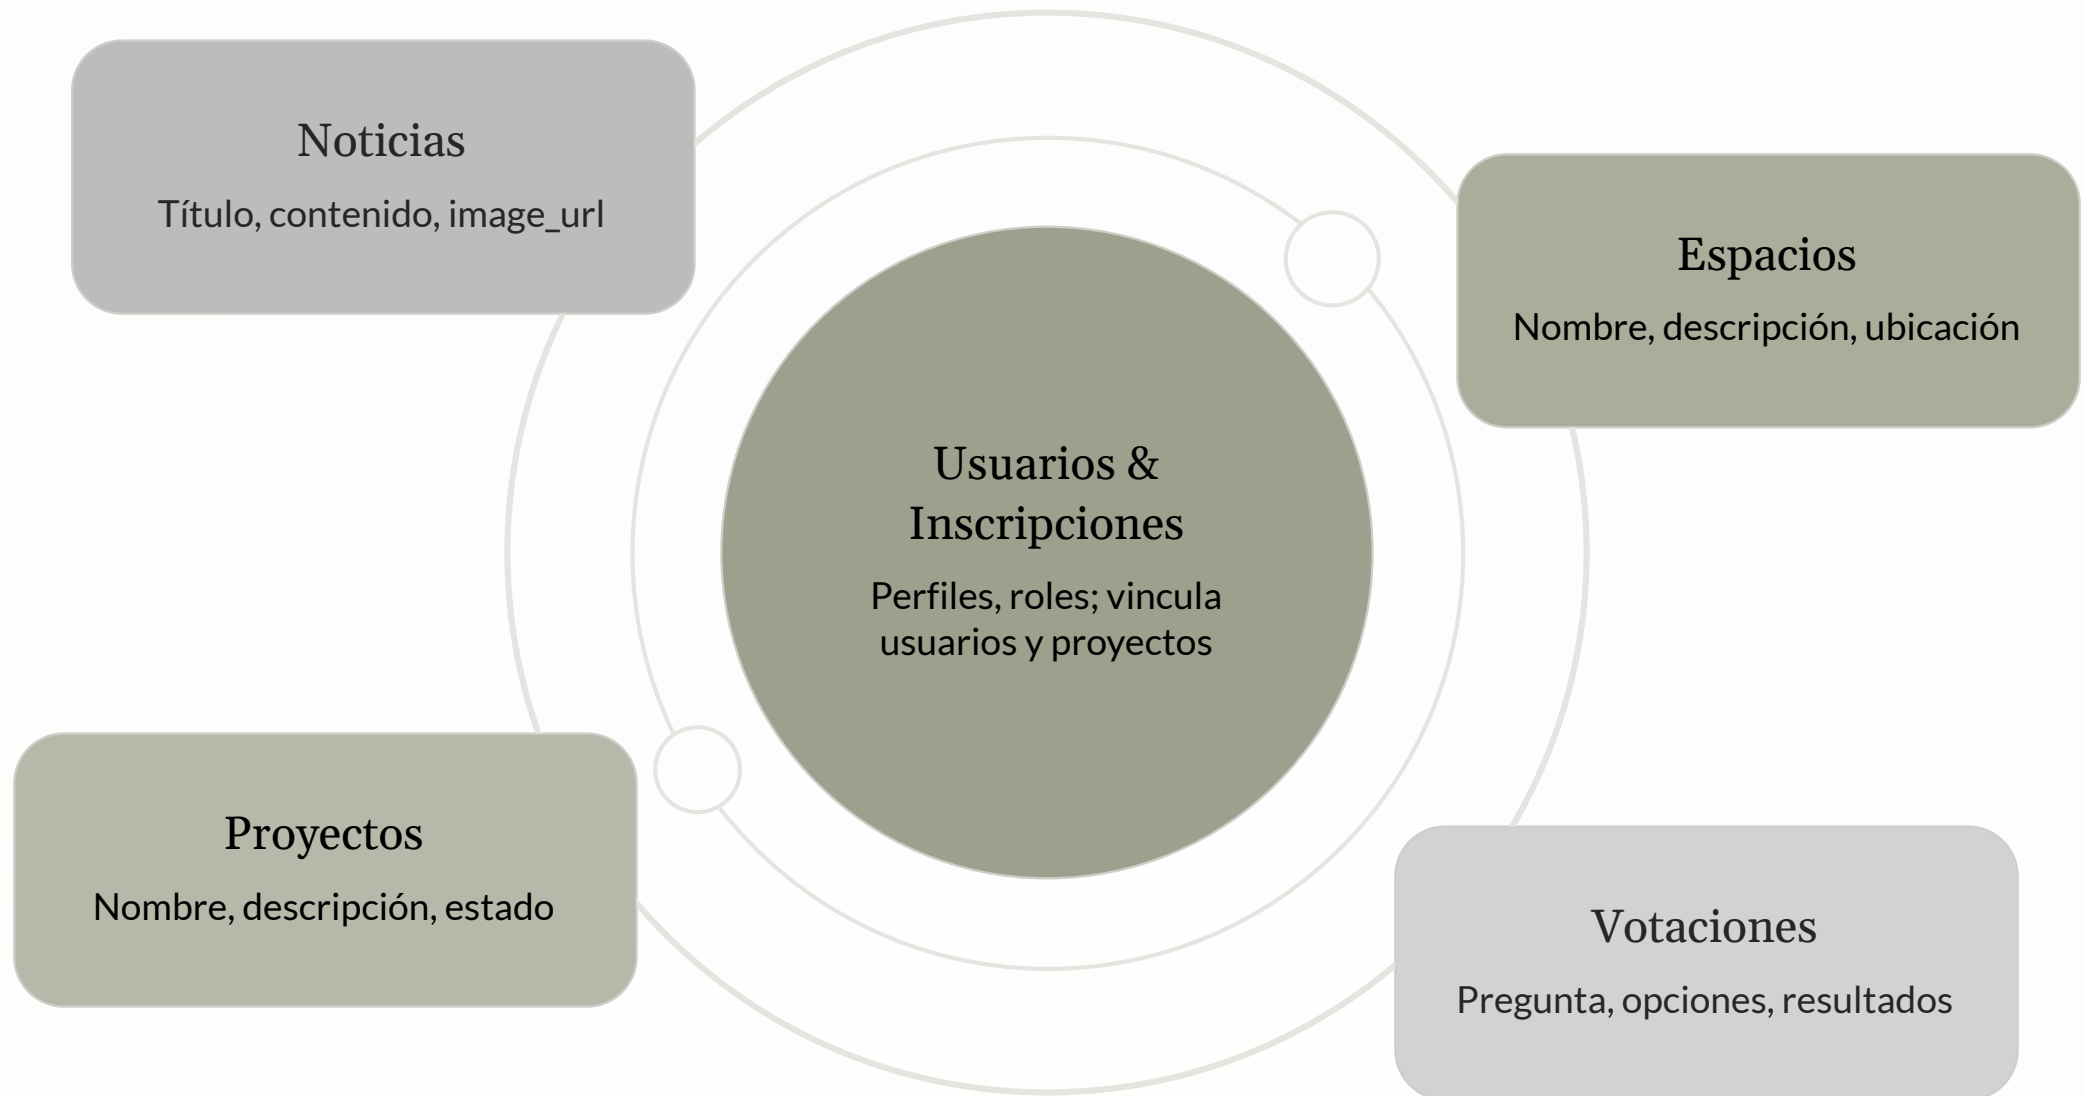 Noticias
Título, contenido, image_url
Espacios
Nombre, descripción, ubicación
Usuarios &
Inscripciones
Perfiles, roles; vincula
usuarios y proyectos
Proyectos
Nombre, descripción, estado
Votaciones
Pregunta, opciones, resultados